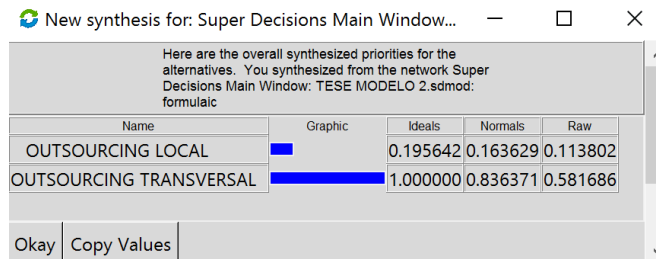 New synthesis for: Super Decisions Main Window...
Here are the overall synthesized priorities for the
alternatives. You synthesized from the network Super
Decisions Main Window: TESE MODELO 2.sdmod:
formulaic
Name Graphic Ideals Normals Raw
OUTSOURCING LOCAL 0.195642 0.163629 0.113802
OUTSOURCING TRANSVERSAL 1.000000 0.836371 0.581686
Okay Copy Values